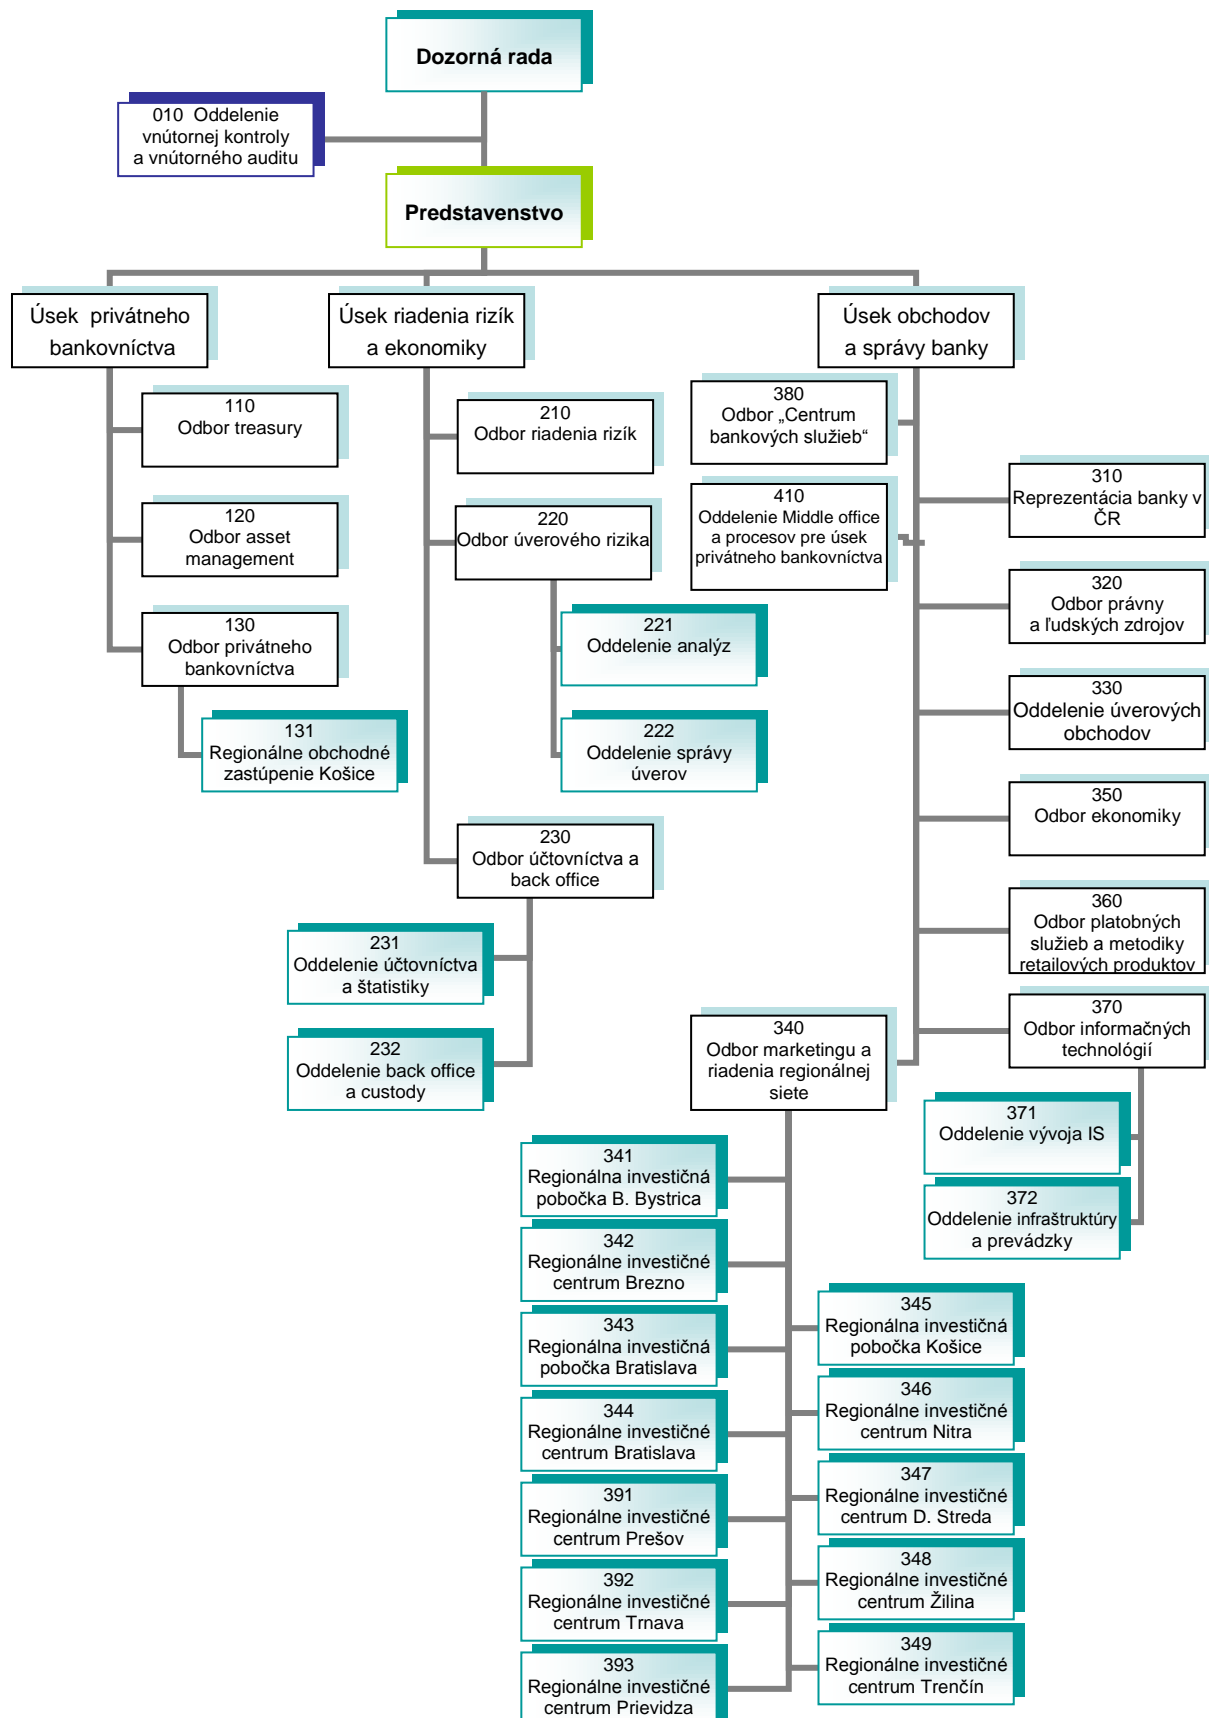 Dozorná rada
010 Oddelenie
vnútornej kontroly
a vnútorného auditu
Predstavenstvo
Úsek privátneho
bankovníctva
110
Odbor treasury
120
Odbor asset
management
130
Odbor privátneho
bankovníctva
131
Regionálne obchodné
zastúpenie Košice
Úsek riadenia rizík
a ekonomiky
210
Odbor riadenia rizík
220
Odbor úverového rizika
221
Oddelenie analýz
222
Oddelenie správy
úverov
230
Odbor účtovníctva a
back office
231
Oddelenie účtovníctva
a štatistiky
232
Oddelenie back office
a custody
Úsek obchodov
a správy banky
380
Odbor „Centrum
bankových služieb“
410
Oddelenie Middle office
a procesov pre úsek
privátneho bankovníctva
310
Reprezentácia banky v
ČR
320
Odbor právny
a ľudských zdrojov
330
Oddelenie úverových
obchodov
350
Odbor ekonomiky
360
Odbor platobných
služieb a metodiky
retailových produktov
370
Odbor informačných
technológií
371
Oddelenie vývoja IS
372
Oddelenie infraštruktúry
a prevádzky
340
Odbor marketingu a
riadenia regionálnej
siete
341
Regionálna investičná
pobočka B. Bystrica
342
Regionálne investičné
centrum Brezno
343
Regionálna investičná
pobočka Bratislava
344
Regionálne investičné
centrum Bratislava
391
Regionálne investičné
centrum Prešov
392
Regionálne investičné
centrum Trnava
393
Regionálne investičné
centrum Prievidza
345
Regionálna investičná
pobočka Košice
346
Regionálne investičné
centrum Nitra
347
Regionálne investičné
centrum D. Streda
348
Regionálne investičné
centrum Žilina
349
Regionálne investičné
centrum Trenčín